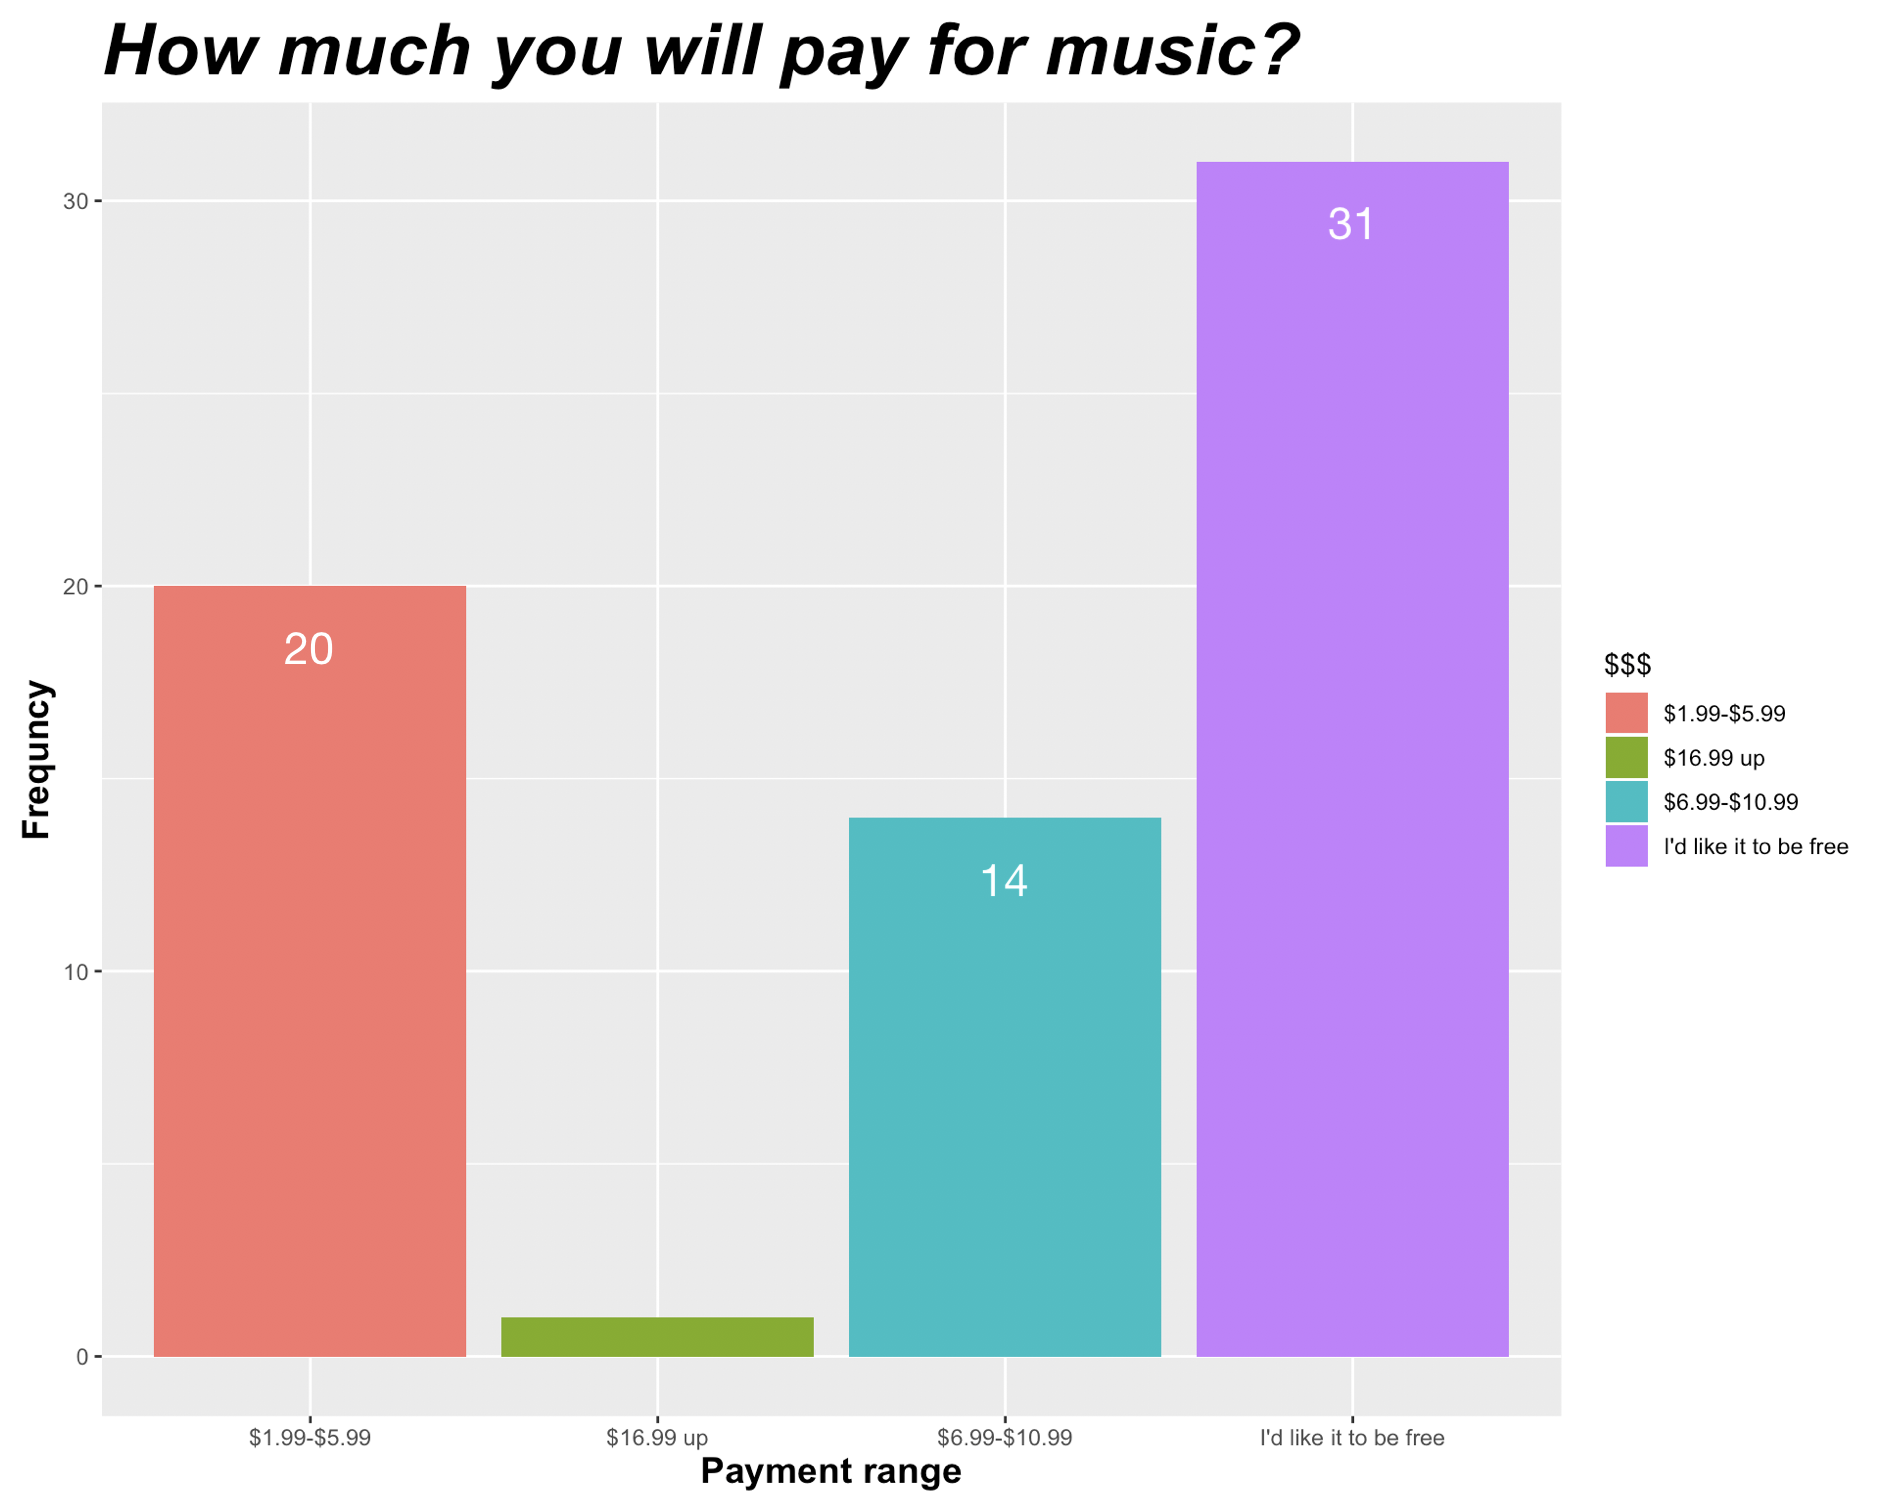 How much you will pay for music?
30
20
10
0
Frequncy
20
14
31
$1.99-$5.99
$16.99 up
$6.99-$10.99
I'd like it to be free
Payment range
$$$
$1.99-$5.99
$16.99 up
$6.99-$10.99
I'd like it to be free